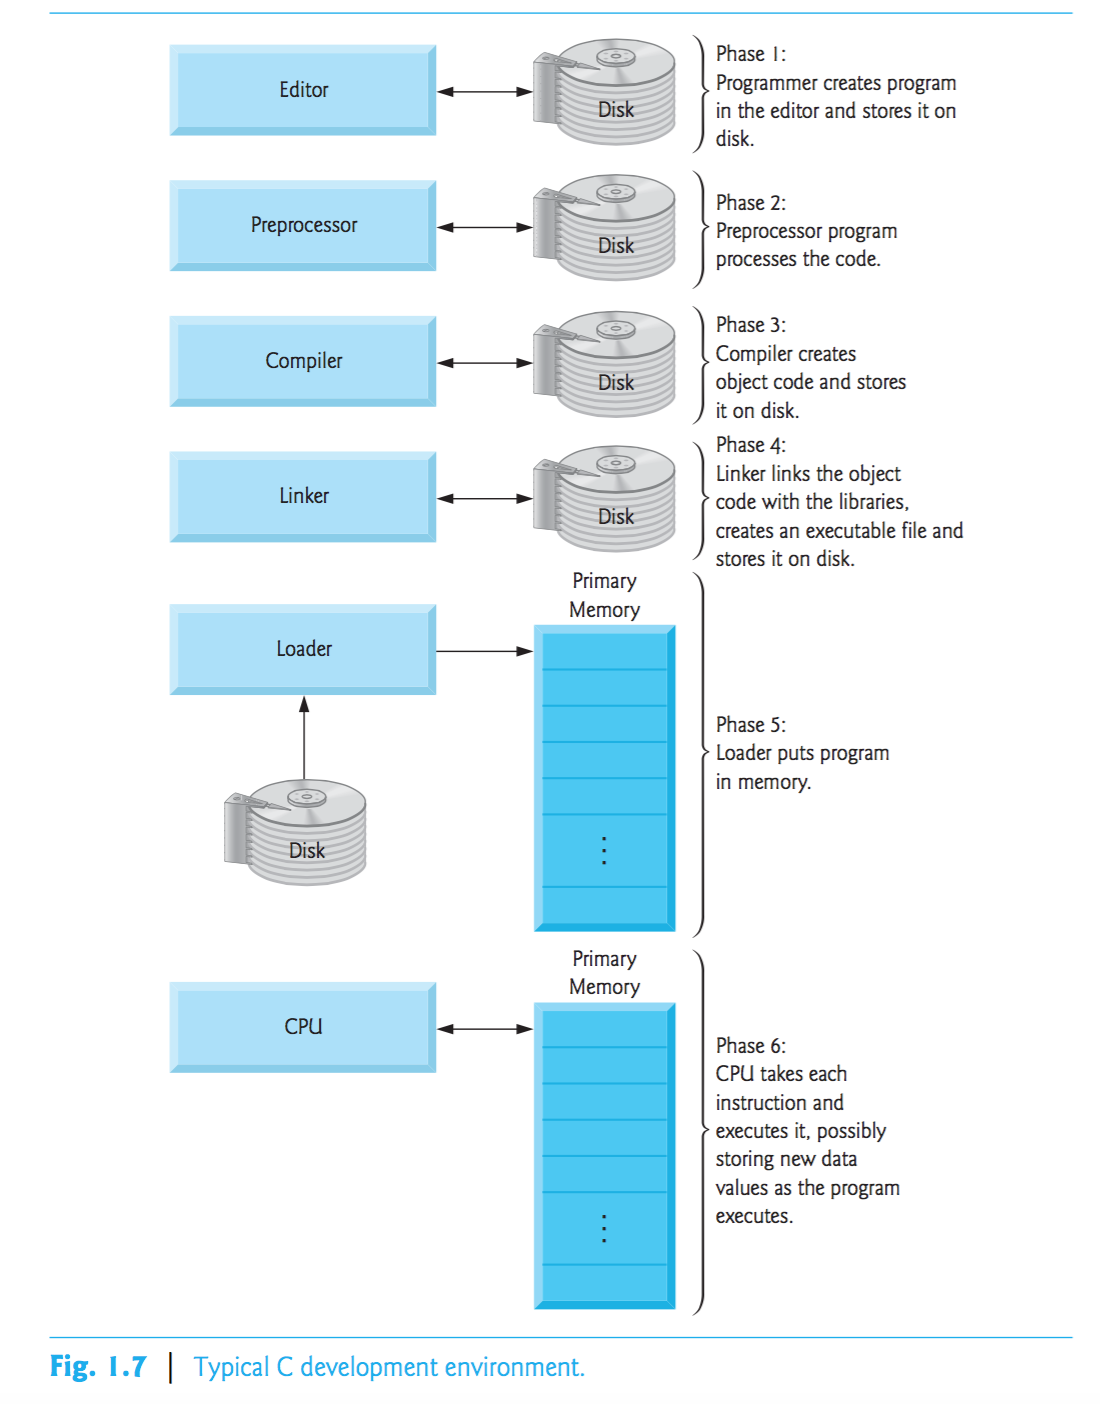 Editor
Disk
Phase 1:
Programmer creates program
in the editor and stores it on
disk.
Preprocessor
Disk
Phase 2:
Preprocessor program
processes the code.
Compiler
Disk
Phase 3:
Compiler creates
object code and stores
it on disk.
Linker
Disk
Phase 4:
Linker links the object
code with the libraries,
creates an executable file and
stores it on disk.
Primary
Memory
Loader
Disk
Phase 5:
Loader puts program
in memory.
Primary
Memory
CPU
Phase 6:
CPU takes each
instruction and
executes it, possibly
storing new data
values as the program
executes.
Fig. 1.7 | Typical C development environment.